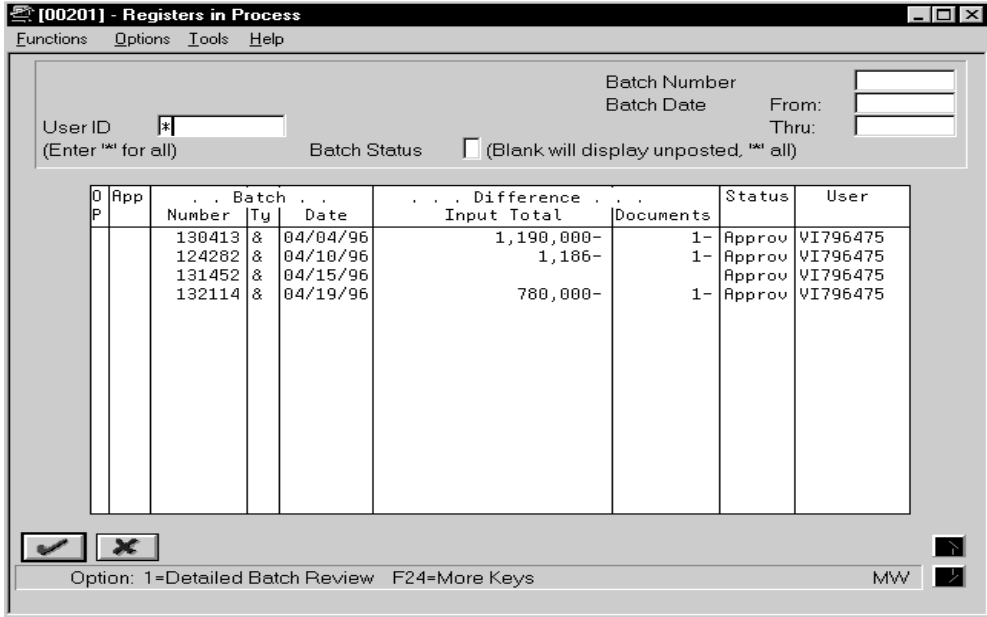 [00201] - Registers in Process
Functions Options Tools Help
Batch Number
Batch Date From:
User ID * Thru:
(Enter '*' for all) Batch Status (Blank will display unposted, '*' all)
O App . . Batch . . . . . Difference . . . Status User
P Number Ty Date Input Total Documents
130413 & 04/04/96 1,190,000- 1- Approv VI796475
124282 & 04/10/96 1,186- 1- Approv VI796475
131452 & 04/15/96 Approv VI796475
132114 & 04/19/96 780,000- 1- Approv VI796475
Option: 1=Detailed Batch Review F24=More Keys MW